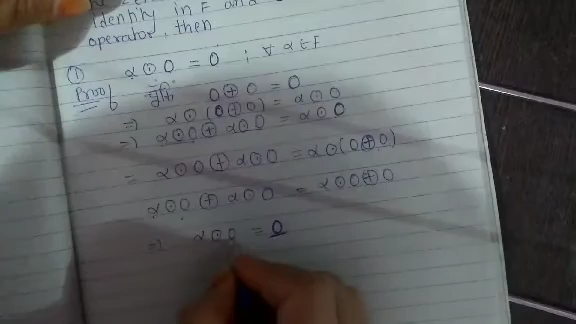 identity in F and
operator, then
① α ⊙ 0 = 0 ; ∀ α ∈ F
Proof चूँकि 0 ⊕ 0 = 0
⇒ α ⊙ (0 ⊕ 0) = α ⊙ 0
⇒ α ⊙ 0 ⊕ α ⊙ 0 = α ⊙ 0
= α ⊙ 0 ⊕ α ⊙ 0 = α ⊙ (0 ⊕ 0)
α ⊙ 0 ⊕ α ⊙ 0 = α ⊙ 0 ⊕ 0
⇒ α ⊙ 0 = 0